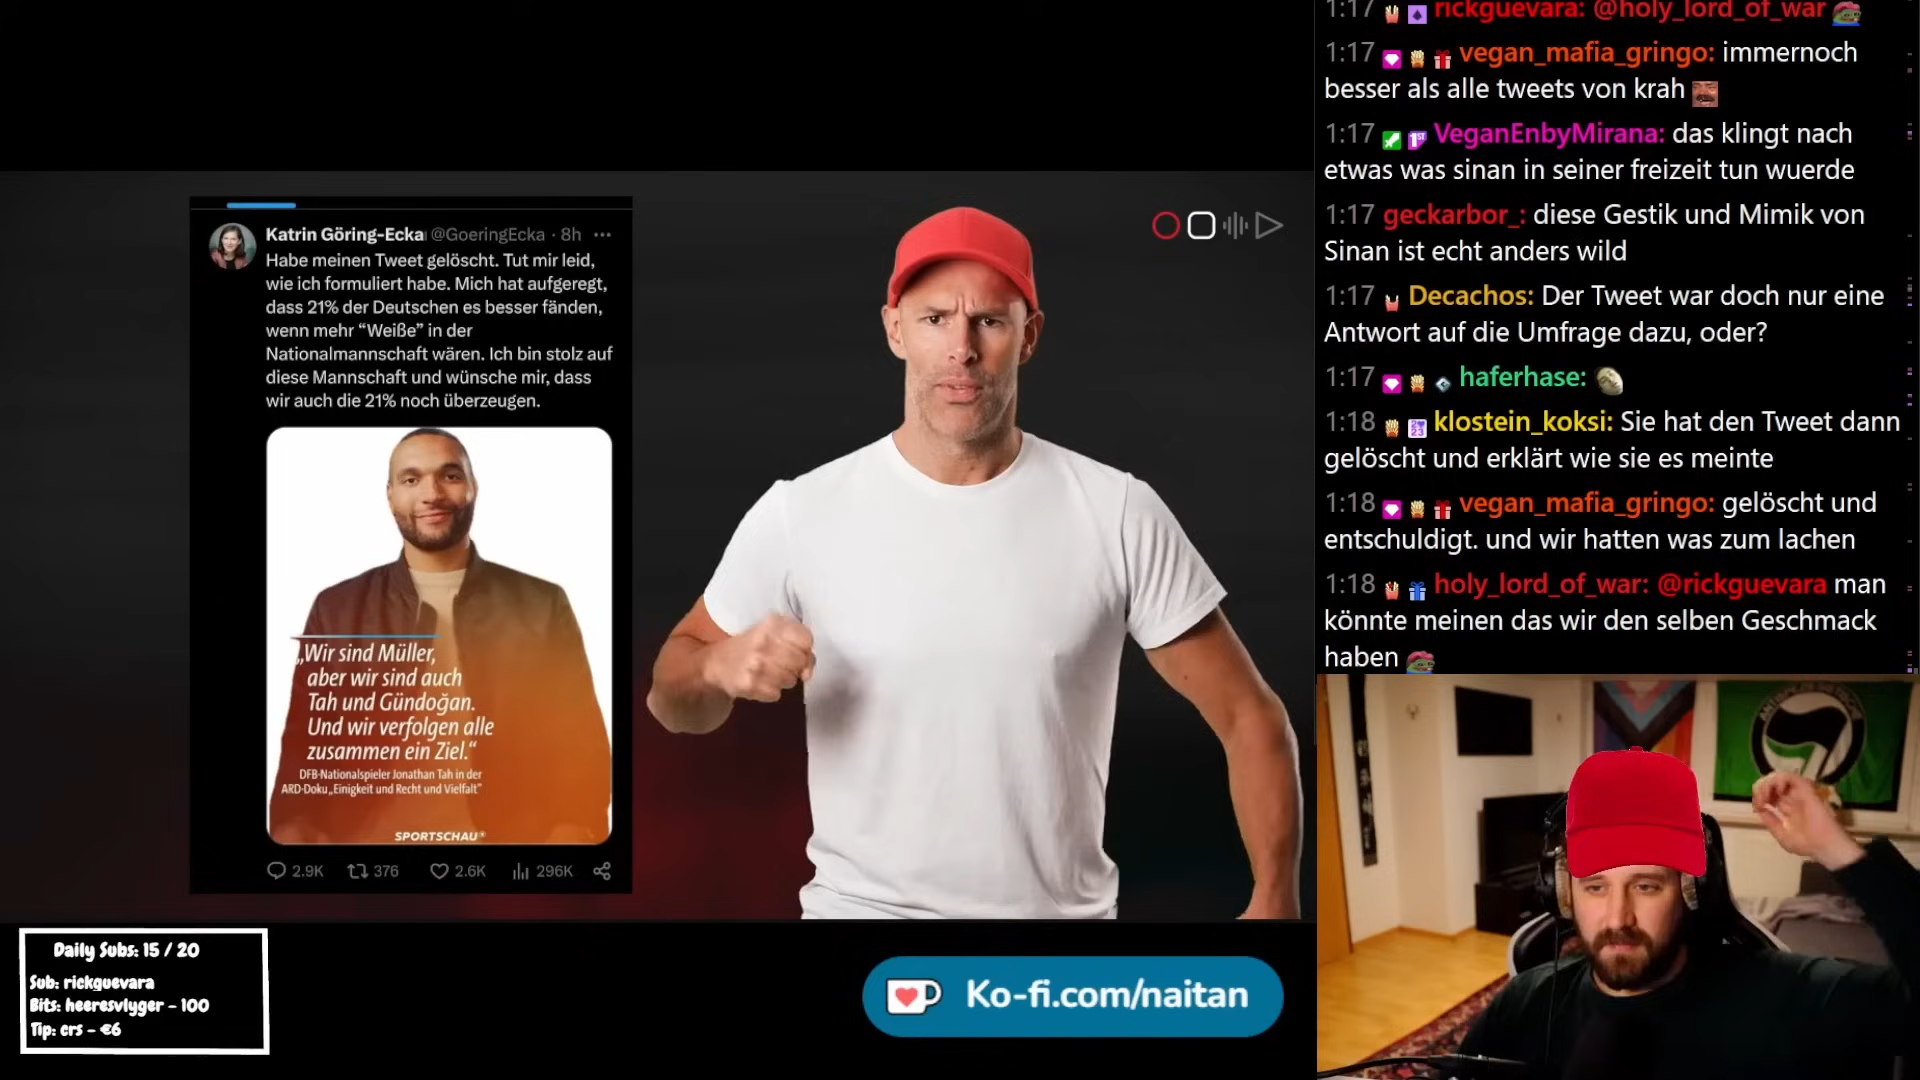 Katrin Göring-Ecka @GoeringEcka · 8h ···
Habe meinen Tweet gelöscht. Tut mir leid,
wie ich formuliert habe. Mich hat aufgeregt,
dass 21% der Deutschen es besser fänden,
wenn mehr “Weiße” in der
Nationalmannschaft wären. Ich bin stolz auf
diese Mannschaft und wünsche mir, dass
wir auch die 21% noch überzeugen.
„Wir sind Müller,
aber wir sind auch
Tah und Gündoğan.
Und wir verfolgen alle
zusammen ein Ziel.“
DFB-Nationalspieler Jonathan Tah in der
ARD-Doku „Einigkeit und Recht und Vielfalt“
SPORTSCHAU
2.9K 376 2.6K 296K
Daily Subs: 15 / 20
Sub: rickguevara
Bits: heeresvlyger - 100
Tip: crs - €6
Ko-fi.com/naitan
1:17 rickguevara: @holy_lord_of_war
1:17 vegan_mafia_gringo: immernoch
besser als alle tweets von krah
1:17 VeganEnbyMirana: das klingt nach
etwas was sinan in seiner freizeit tun wuerde
1:17 geckarbor_: diese Gestik und Mimik von
Sinan ist echt anders wild
1:17 Decachos: Der Tweet war doch nur eine
Antwort auf die Umfrage dazu, oder?
1:17 haferhase:
1:18 klostein_koksi: Sie hat den Tweet dann
gelöscht und erklärt wie sie es meinte
1:18 vegan_mafia_gringo: gelöscht und
entschuldigt. und wir hatten was zum lachen
1:18 holy_lord_of_war: @rickguevara man
könnte meinen das wir den selben Geschmack
haben